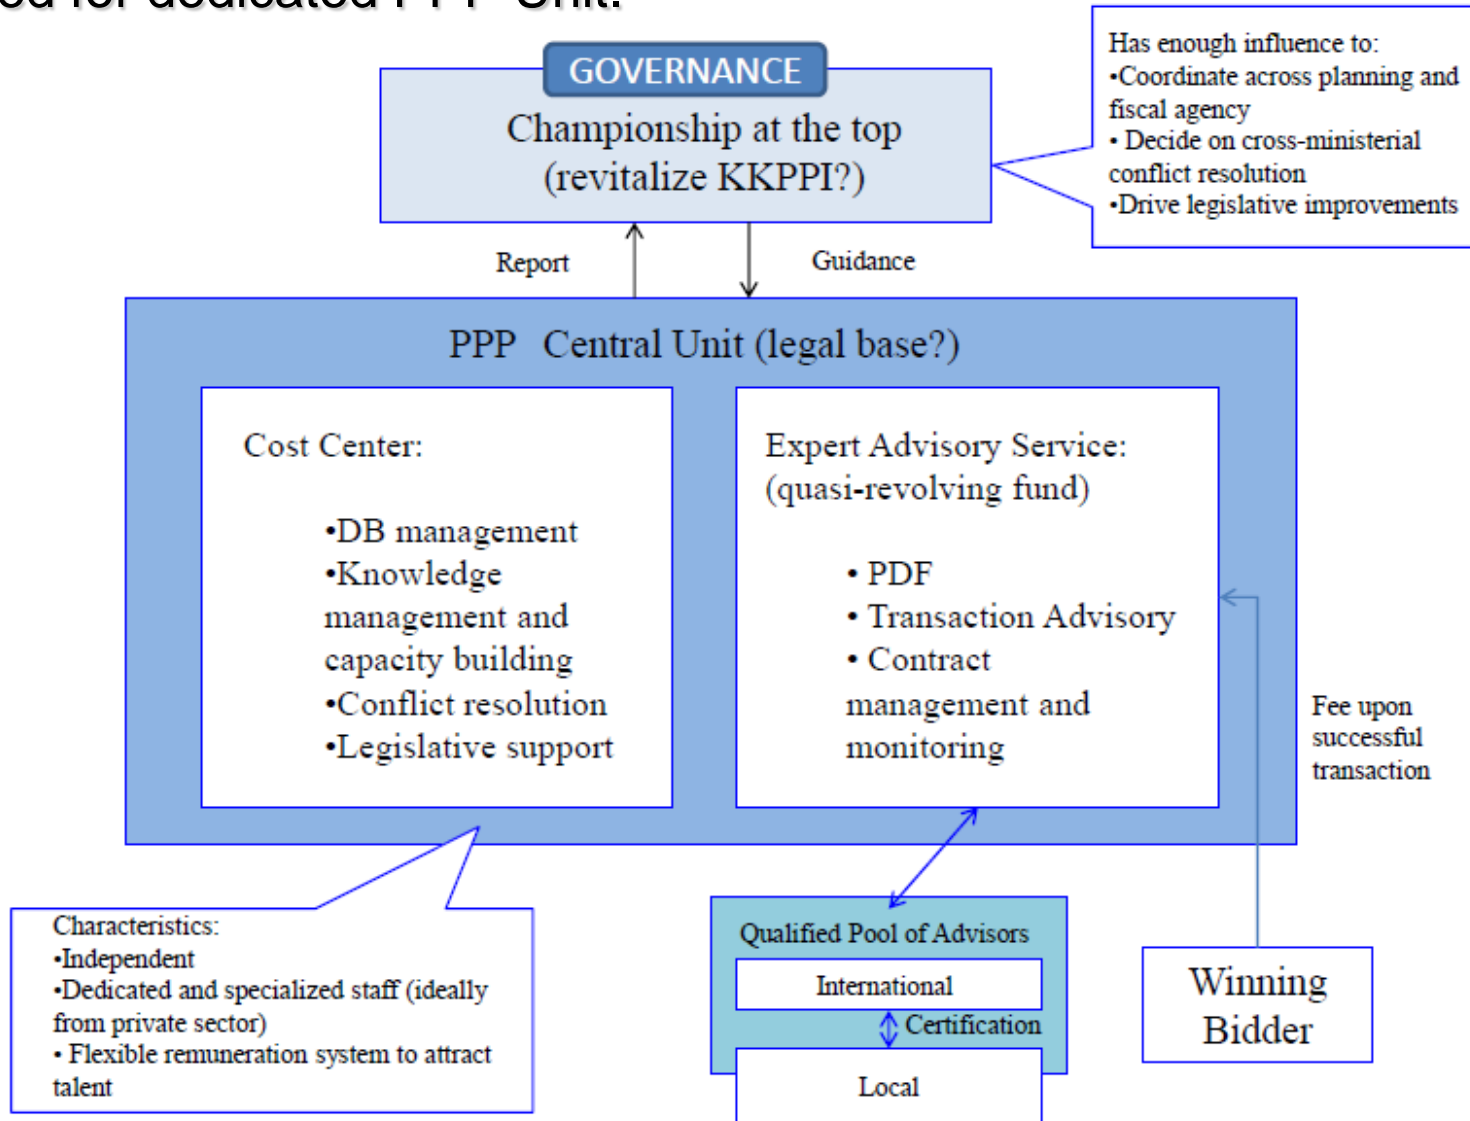 for dedicated PPP Unit.
GOVERNANCE
Championship at the top
(revitalize KKPPI?)
Has enough influence to:
•Coordinate across planning and
fiscal agency
• Decide on cross-ministerial
conflict resolution
•Drive legislative improvements
Report
Guidance
PPP Central Unit (legal base?)
Cost Center:
•DB management
•Knowledge
management and
capacity building
•Conflict resolution
•Legislative support
Expert Advisory Service:
(quasi-revolving fund)
• PDF
• Transaction Advisory
• Contract
management and
monitoring
Fee upon
successful
transaction
Characteristics:
•Independent
•Dedicated and specialized staff (ideally
from private sector)
• Flexible remuneration system to attract
talent
Qualified Pool of Advisors
International
Certification
Local
Winning
Bidder